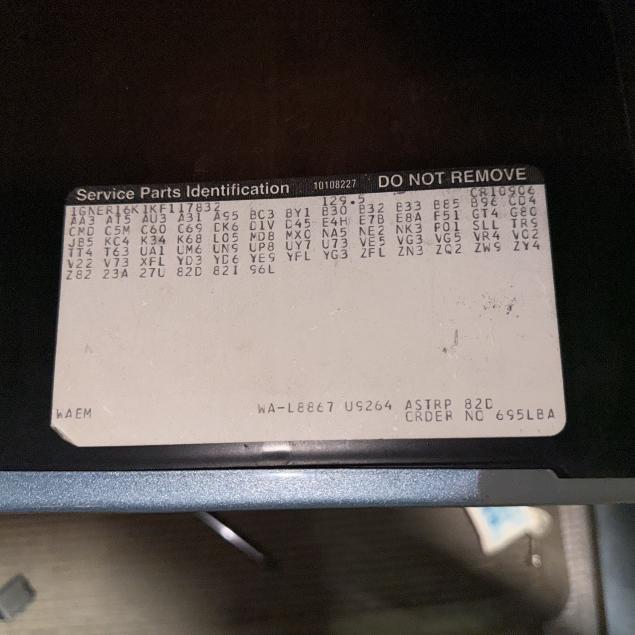 Service Parts Identification 10108227 DO NOT REMOVE
1GNER16K1KF117832 129.5 CR10906
AA3 AT5 AU3 A31 A95 BC3 BY1 B30 B32 B33 B85 B96 CD4
CMD C5M C60 C69 DK6 D1V D45 E4H E7B E8A F51 GT4 G80
JB5 KC4 K34 K68 L05 MD8 MX0 NA5 NE2 NK3 P01 SLL TR9
TT4 T63 UA1 UM6 UN9 UP8 UY7 U73 VE5 VG3 VG5 VR4 V02
V22 V73 XFL YD3 YD6 YE9 YFL YG3 ZFL ZN3 ZQ2 ZW9 ZY4
Z82 23A 27U 82D 82I 96L
WAEM WA-L8867 U9264 ASTRP 82D
ORDER NO 695LBA